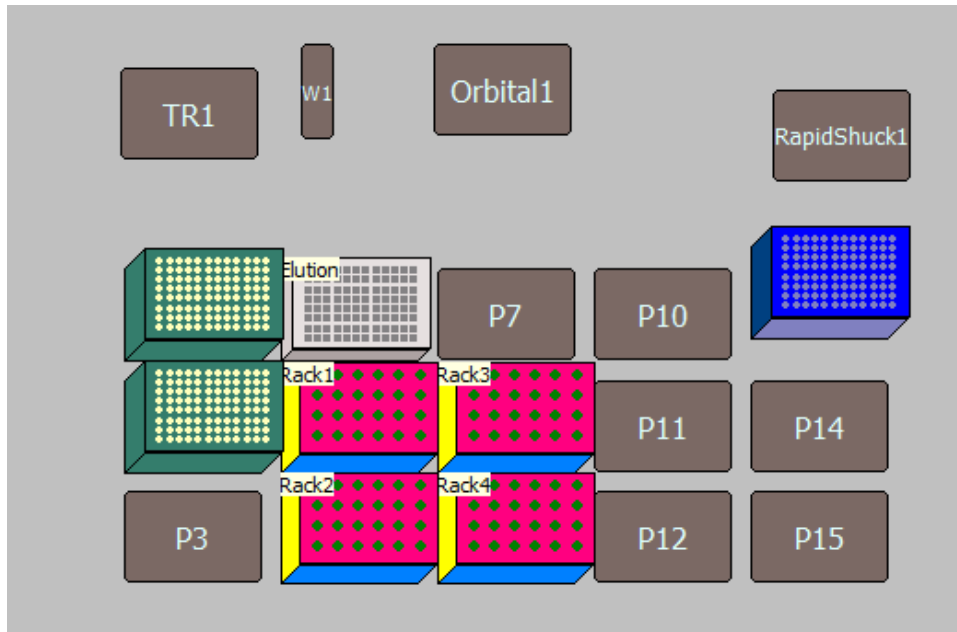 TR1
W1
Orbital1
RapidShuck1
Elution
P7
P10
Rack1
Rack3
P11
P14
Rack2
Rack4
P3
P12
P15